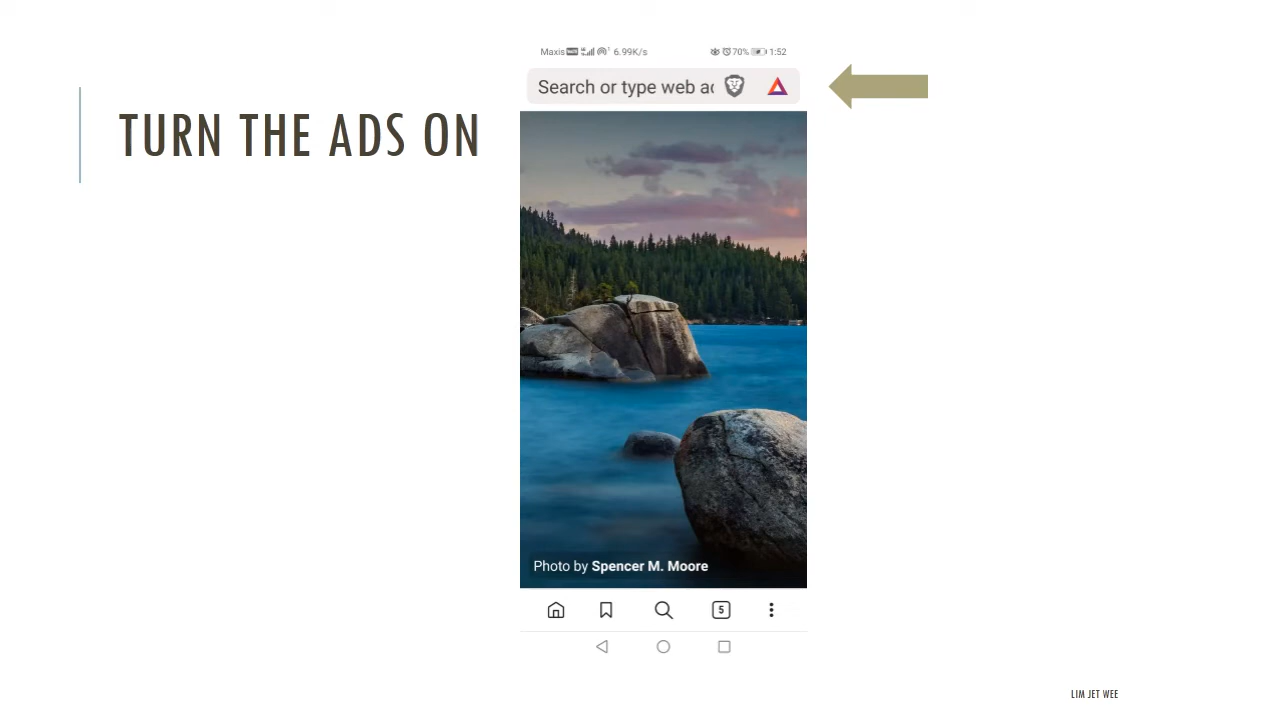 Maxis 6.99K/s 70% 1:52
Search or type web ac
TURN THE ADS ON
Photo by Spencer M. Moore
5
LIM JET WEE